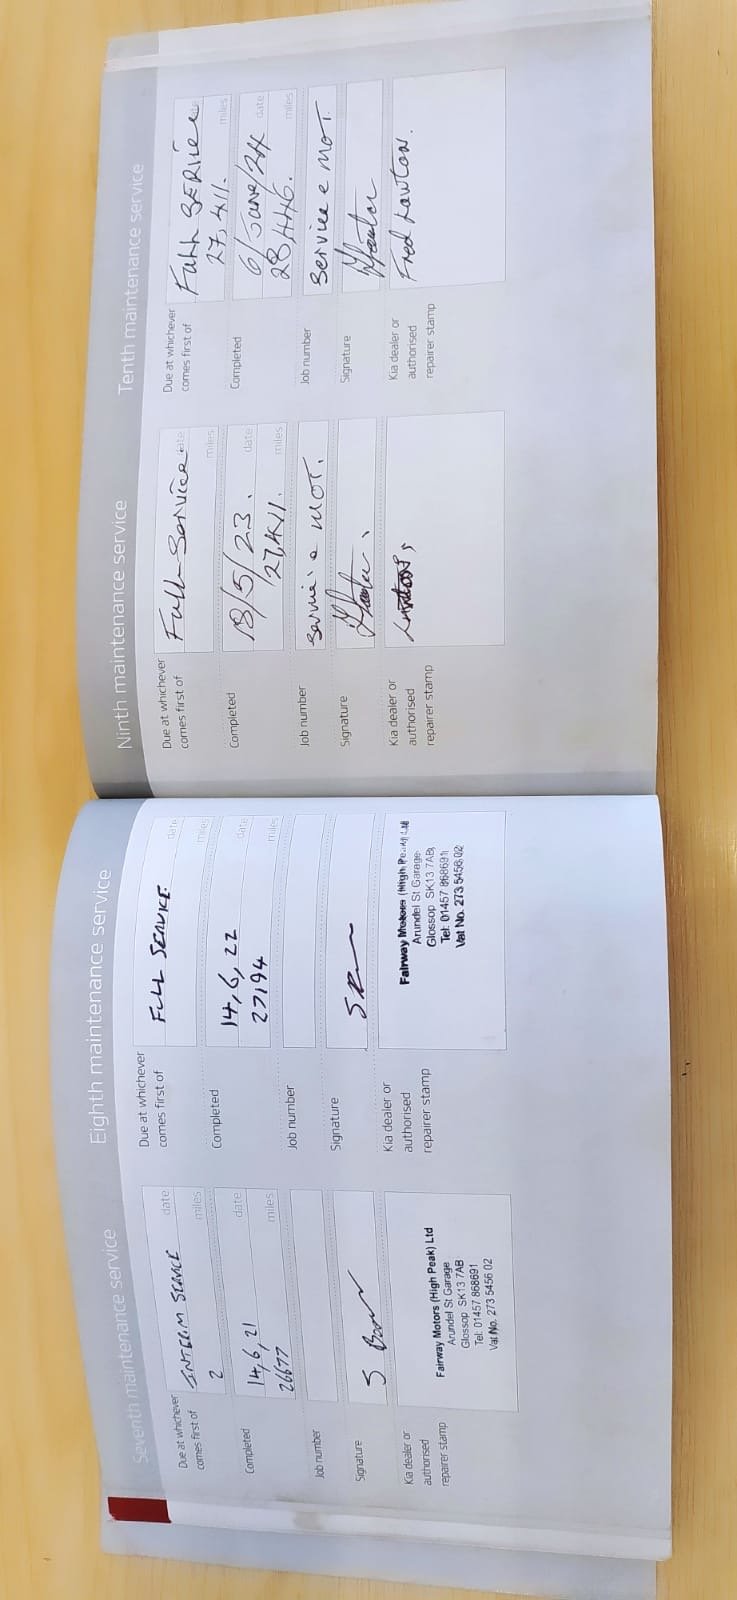 Seventh maintenance service
Due at whichever
comes first of
INTERIM SERVICE date
2 miles
Completed
14,6,21 date
26677 miles
Job number
Signature
S
Kia dealer or
authorised
repairer stamp
Fairway Motors (High Peak) Ltd
Arundel St Garage
Glossop SK13 7AB
Tel: 01457 868691
Vat No. 273 5456 02
Eighth maintenance service
Due at whichever
comes first of
FULL SERVICE date
miles
Completed
14,6,22 date
27194 miles
Job number
Signature
Kia dealer or
authorised
repairer stamp
Fairway Motors (High Peak) Ltd
Arundel St Garage
Glossop SK13 7AB
Tel: 01457 868691
Vat No. 273 5456 02
Ninth maintenance service
Due at whichever
comes first of
Full Service date
miles
Completed
18/5/23. date
27,411. miles
Job number
Service e MOT.
Signature
Kia dealer or
authorised
repairer stamp
Tenth maintenance service
Due at whichever
comes first of
Full SERVICE date
27,411. miles
Completed
6/June/24 date
28,446. miles
Job number
Service e MOT.
Signature
Kia dealer or
authorised
repairer stamp
Fred Lawton.